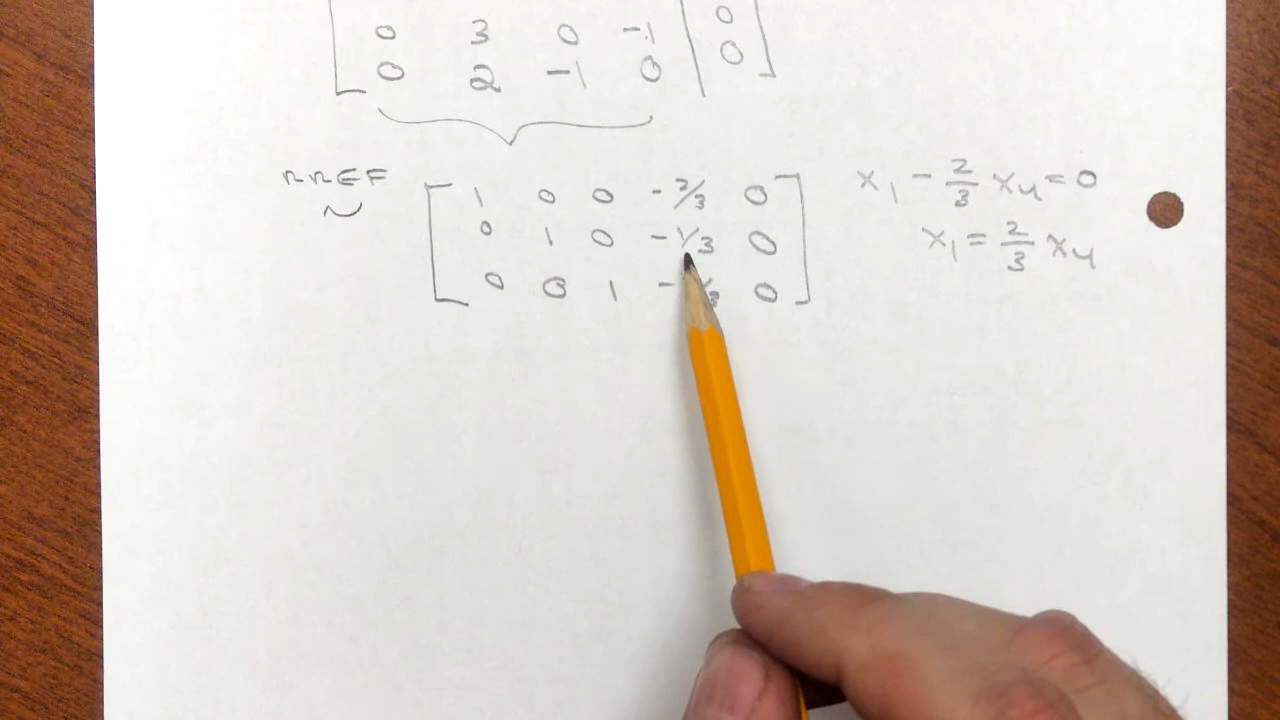 0 3 0 -1 | 0
0 2 -1 0 | 0
RREF ~
1 0 0 -2/3 0
0 1 0 -1/3 0
0 0 1 - 0
x₁ - 2/3 x₄ = 0
x₁ = 2/3 x₄